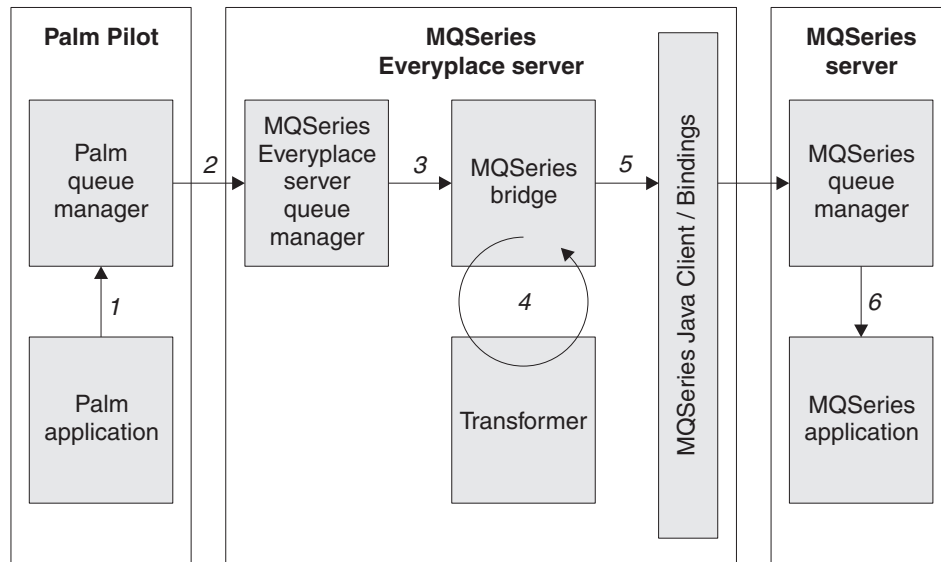 Palm Pilot
MQSeries
Everyplace server
MQSeries
server
Palm
queue
manager
2
MQSeries
Everyplace
server
queue
manager
3
MQSeries
bridge
5
MQSeries Java Client / Bindings
MQSeries
queue
manager
1
4
6
Palm
application
Transformer
MQSeries
application